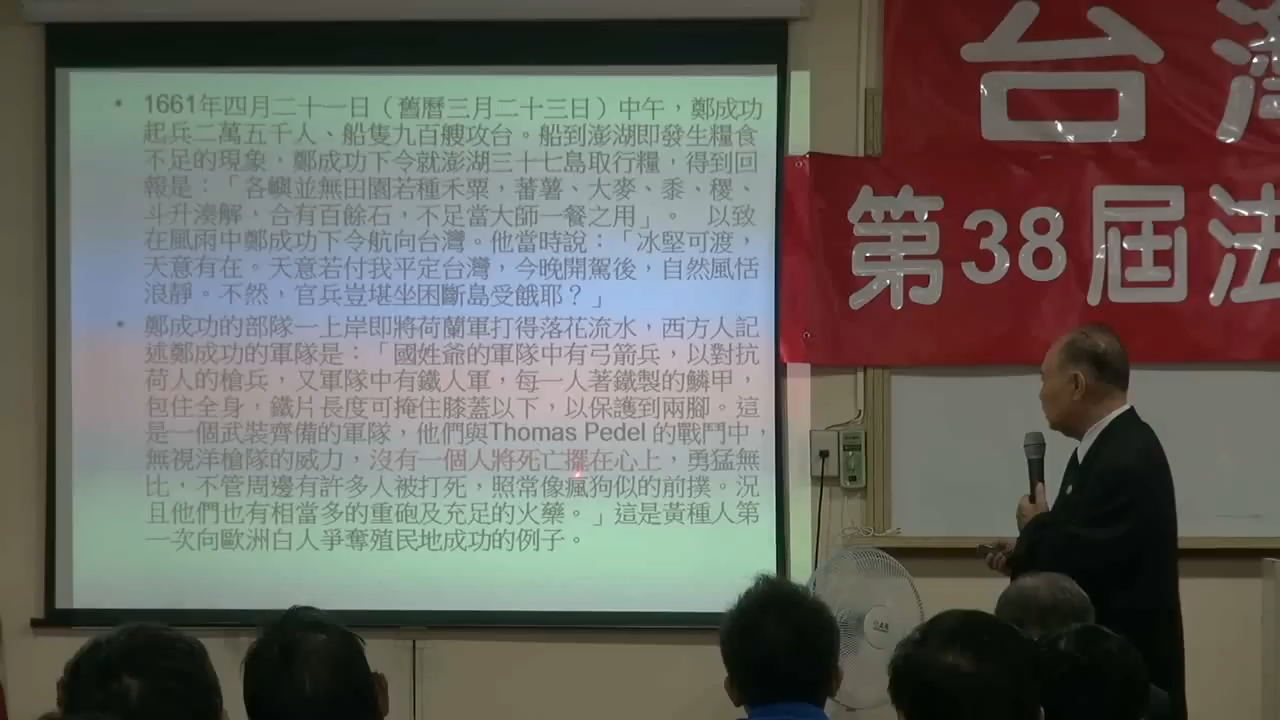 • 1661年四月二十一日（舊曆三月二十三日）中午，鄭成功
起兵二萬五千人、船隻九百艘攻台。船到澎湖即發生糧食
不足的現象，鄭成功下令就澎湖三十七島取行糧，得到回
報是：「各嶼並無田園若種禾粟，蕃薯、大麥、黍、稷、
斗升湊解，合有百餘石，不足當大師一餐之用」。 以致
在風雨中鄭成功下令航向台灣。他當時說：「冰堅可渡，
天意有在。天意若付我平定台灣，今晚開駕後，自然風恬
浪靜。不然，官兵豈堪坐困斷島受餓耶？」
• 鄭成功的部隊一上岸即將荷蘭軍打得落花流水，西方人記
述鄭成功的軍隊是：「國姓爺的軍隊中有弓箭兵，以對抗
荷人的槍兵，又軍隊中有鐵人軍，每一人著鐵製的鱗甲，
包住全身，鐵片長度可掩住膝蓋以下，以保護到兩腳。這
是一個武裝齊備的軍隊，他們與Thomas Pedel 的戰鬥中，
無視洋槍隊的威力，沒有一個人將死亡擺在心上，勇猛無
比，不管周邊有許多人被打死，照常像瘋狗似的前撲。況
且他們也有相當多的重砲及充足的火藥。」這是黃種人第
一次向歐洲白人爭奪殖民地成功的例子。
台灣
第38屆法